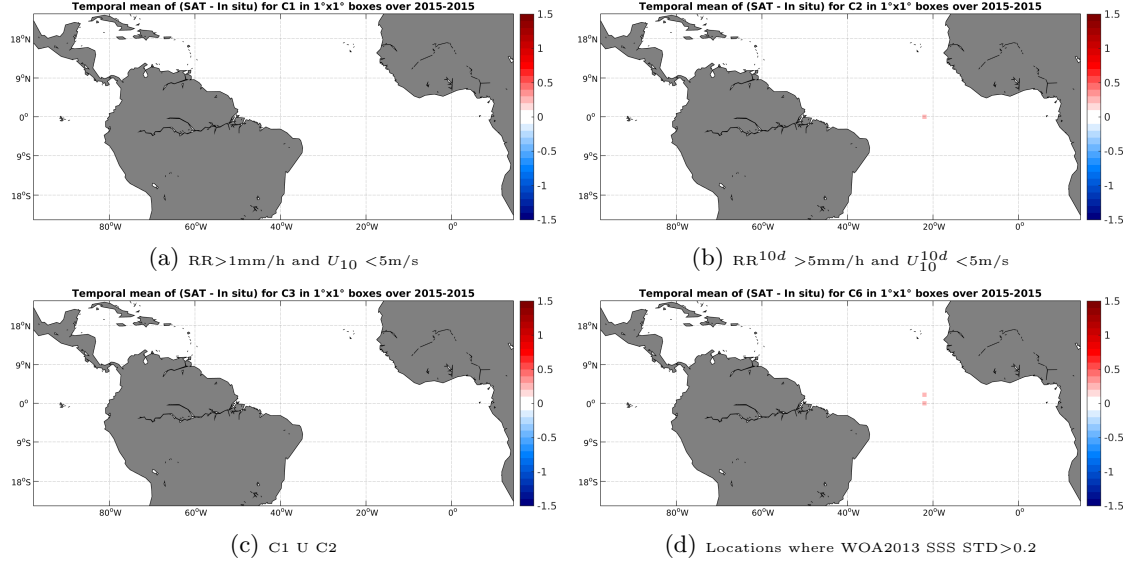 Temporal mean of (SAT - In situ) for C1 in 1°x1° boxes over 2015-2015
18°N
9°N
0°
9°S
18°S
80°W 60°W 40°W 20°W 0°
1.5
1
0.5
0
-0.5
-1
-1.5
(a) RR>1mm/h and U10 <5m/s
Temporal mean of (SAT - In situ) for C2 in 1°x1° boxes over 2015-2015
18°N
9°N
0°
9°S
18°S
80°W 60°W 40°W 20°W 0°
1.5
1
0.5
0
-0.5
-1
-1.5
(b) RR10d >5mm/h and U10d10 <5m/s
Temporal mean of (SAT - In situ) for C3 in 1°x1° boxes over 2015-2015
18°N
9°N
0°
9°S
18°S
80°W 60°W 40°W 20°W 0°
1.5
1
0.5
0
-0.5
-1
-1.5
(c) C1 U C2
Temporal mean of (SAT - In situ) for C6 in 1°x1° boxes over 2015-2015
18°N
9°N
0°
9°S
18°S
80°W 60°W 40°W 20°W 0°
1.5
1
0.5
0
-0.5
-1
-1.5
(d) Locations where WOA2013 SSS STD>0.2